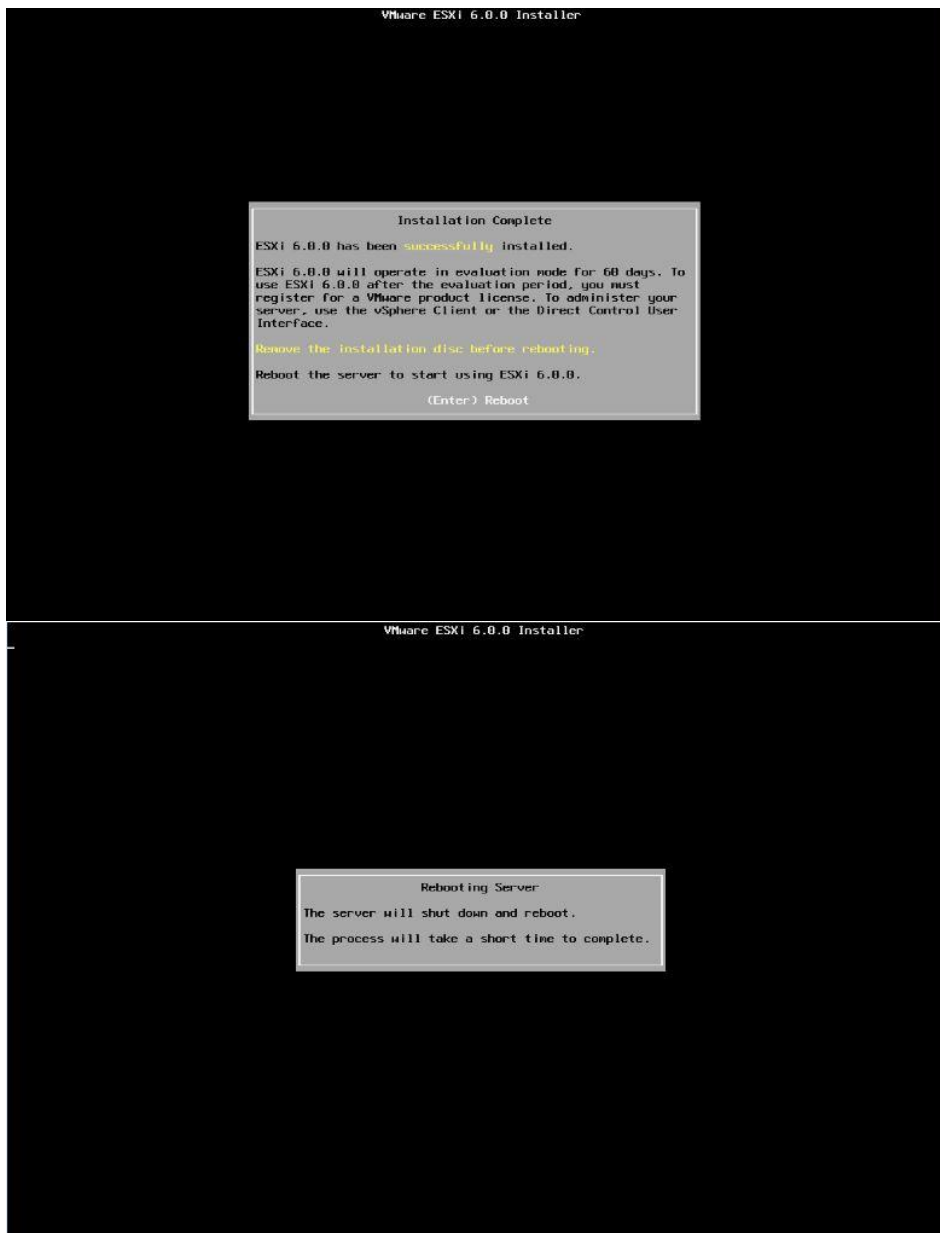 VMware ESXi 6.0.0 Installer
Installation Complete
ESXi 6.0.0 has been successfully installed.
ESXi 6.0.0 will operate in evaluation mode for 60 days. To
use ESXi 6.0.0 after the evaluation period, you must
register for a VMware product license. To administer your
server, use the vSphere Client or the Direct Control User
Interface.
Remove the installation disc before rebooting.
Reboot the server to start using ESXi 6.0.0.
(Enter) Reboot
VMware ESXi 6.0.0 Installer
Rebooting Server
The server will shut down and reboot.
The process will take a short time to complete.